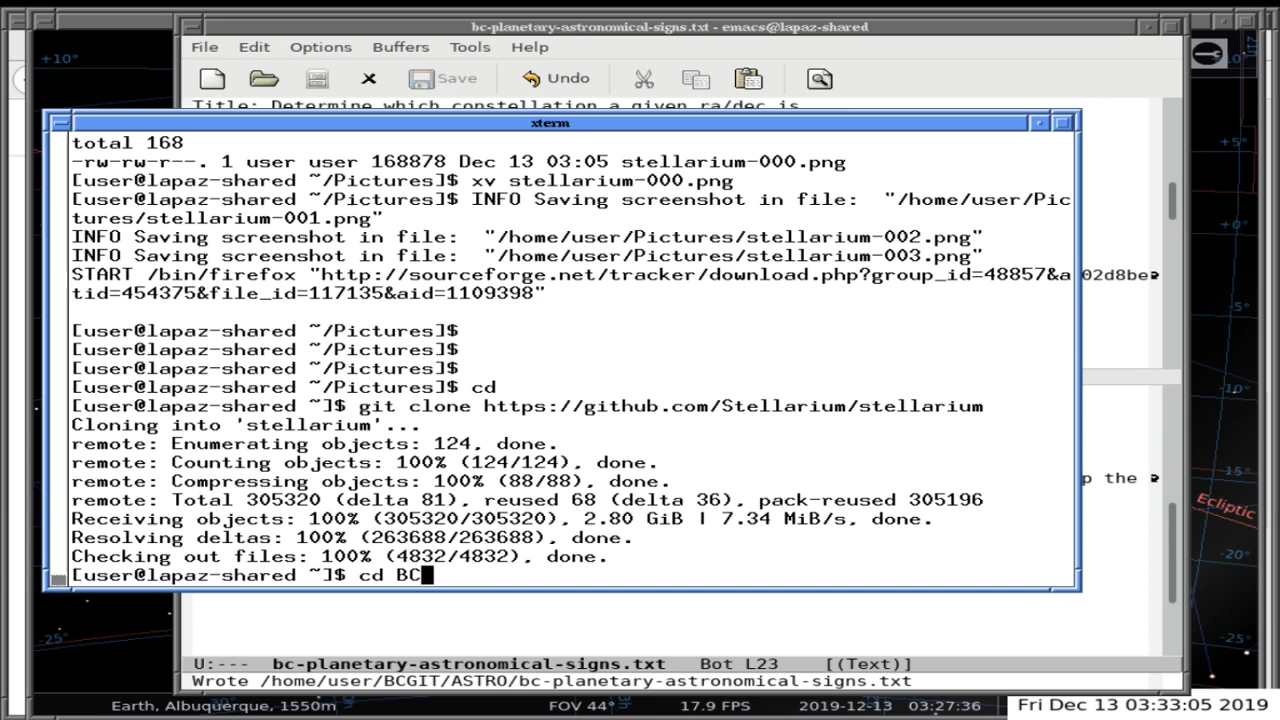 bc-planetary-astronomical-signs.txt - emacs@lapaz-shared
File Edit Options Buffers Tools Help
Save Undo
Title: Determine which constellation a given ra/dec is
xterm
total 168
-rw-rw-r--. 1 user user 168878 Dec 13 03:05 stellarium-000.png
[user@lapaz-shared ~/Pictures]$ xv stellarium-000.png
[user@lapaz-shared ~/Pictures]$ INFO Saving screenshot in file:  "/home/user/Pic
tures/stellarium-001.png"
INFO Saving screenshot in file:  "/home/user/Pictures/stellarium-002.png"
INFO Saving screenshot in file:  "/home/user/Pictures/stellarium-003.png"
START /bin/firefox "http://sourceforge.net/tracker/download.php?group_id=48857&a
tid=454375&file_id=117135&aid=1109398"
[user@lapaz-shared ~/Pictures]$
[user@lapaz-shared ~/Pictures]$
[user@lapaz-shared ~/Pictures]$
[user@lapaz-shared ~/Pictures]$ cd
[user@lapaz-shared ~]$ git clone https://github.com/Stellarium/stellarium
Cloning into 'stellarium'...
remote: Enumerating objects: 124, done.
remote: Counting objects: 100% (124/124), done.
remote: Compressing objects: 100% (88/88), done.
remote: Total 305320 (delta 81), reused 68 (delta 36), pack-reused 305196
Receiving objects: 100% (305320/305320), 2.80 GiB | 7.34 MiB/s, done.
Resolving deltas: 100% (263688/263688), done.
Checking out files: 100% (4832/4832), done.
[user@lapaz-shared ~]$ cd BC
02d8be
p the
U:--- bc-planetary-astronomical-signs.txt Bot L23 [(Text)]
Wrote /home/user/BCGIT/ASTRO/bc-planetary-astronomical-signs.txt
+10°
-25°
+5°
+0°
-5°
-10°
-15°
Ecliptic
-20°
-25°
Earth, Albuquerque, 1550m FOV 44° 17.9 FPS 2019-12-13 03:27:36
Fri Dec 13 03:33:05 2019